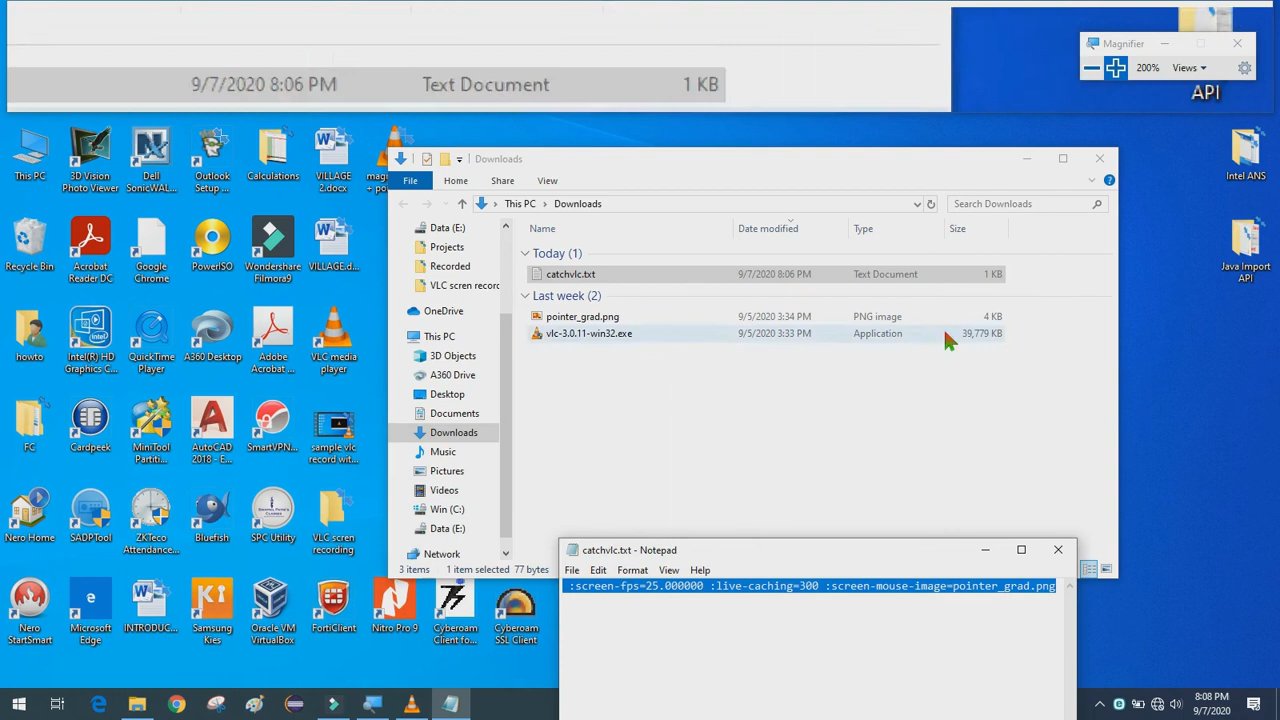 9/7/2020 8:06 PM Text Document 1 KB
Magnifier
200% Views
API
This PC
3D Vision Photo Viewer
Dell SonicWAL...
Outlook Setup ...
Calculations
VILLAGE 2.docx
Recycle Bin
Acrobat Reader DC
Google Chrome
PowerISO
Wondershare Filmora9
VILLAGE.d...
howto
Intel(R) HD Graphics C...
QuickTime Player
A360 Desktop
Adobe Acrobat ...
VLC media player
FC
Cardpeek
MiniTool Partiti...
AutoCAD 2018 - E...
SmartVPN...
sample vlc record wit...
Nero Home
SADPTool
ZKTeco Attendance...
Bluefish
SPC Utility
VLC scren recording
Nero StartSmart
Microsoft Edge
INTRODUC...
Samsung Kies
Oracle VM VirtualBox
FortiClient
Nitro Pro 9
Cyberoam Client fo...
Cyberoam SSL Client
Intel ANS
Java Import API
Downloads
File Home Share View
This PC > Downloads
Search Downloads
Name Date modified Type Size
Today (1)
catchvlc.txt 9/7/2020 8:06 PM Text Document 1 KB
Last week (2)
pointer_grad.png 9/5/2020 3:34 PM PNG image 4 KB
vlc-3.0.11-win32.exe 9/5/2020 3:33 PM Application 39,779 KB
Data (E:)
Projects
Recorded
VLC scren recor
OneDrive
This PC
3D Objects
A360 Drive
Desktop
Documents
Downloads
Music
Pictures
Videos
Win (C:)
Data (E:)
Network
3 items 1 item selected 77 bytes
catchvlc.txt - Notepad
File Edit Format View Help
:screen-fps=25.000000 :live-caching=300 :screen-mouse-image=pointer_grad.png
8:08 PM
9/7/2020